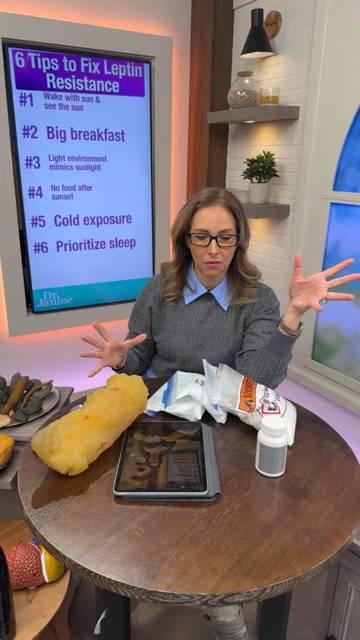 6 Tips to Fix Leptin
Resistance
#1 Wake with sun &
see the sun
#2 Big breakfast
#3 Light environment
mimics sunlight
#4 No food after
sunset
#5 Cold exposure
#6 Prioritize sleep
Dr.
Janine